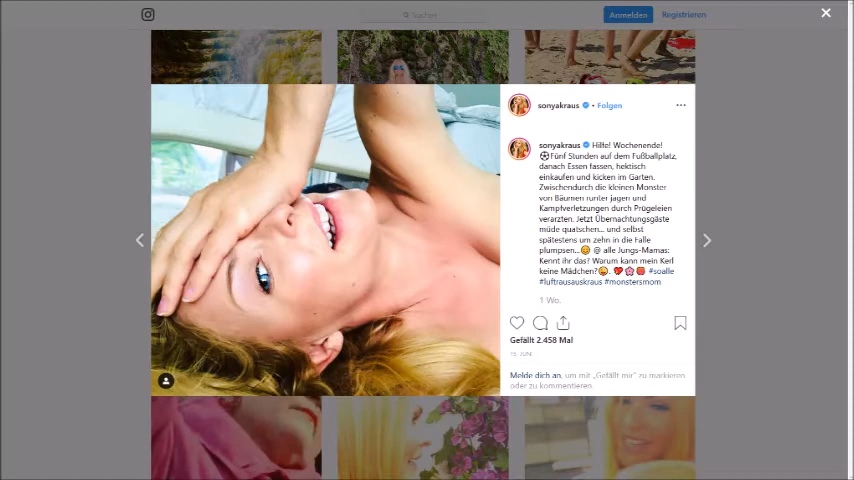 Suchen
Anmelden
Registrieren
sonyakraus • Folgen
sonyakraus Hilfe! Wochenende!
⚽Fünf Stunden auf dem Fußballplatz,
danach Essen fassen, hektisch
einkaufen und kicken im Garten.
Zwischendurch die kleinen Monster
von Bäumen runter jagen und
Kampfverletzungen durch Prügeleien
verarzten. Jetzt Übernachtungsgäste
müde quatschen... und selbst
spätestens um zehn in die Falle
plumpsen...😊 @ alle Jungs-Mamas:
Kennt ihr das? Warum kann mein Kerl
keine Mädchen?😜. 💖🌸👹 #soalle
#luftrausauskraus #monstersmom
1 Wo.
Gefällt 2.458 Mal
15. JUNI
Melde dich an, um mit „Gefällt mir“ zu markieren
oder zu kommentieren.